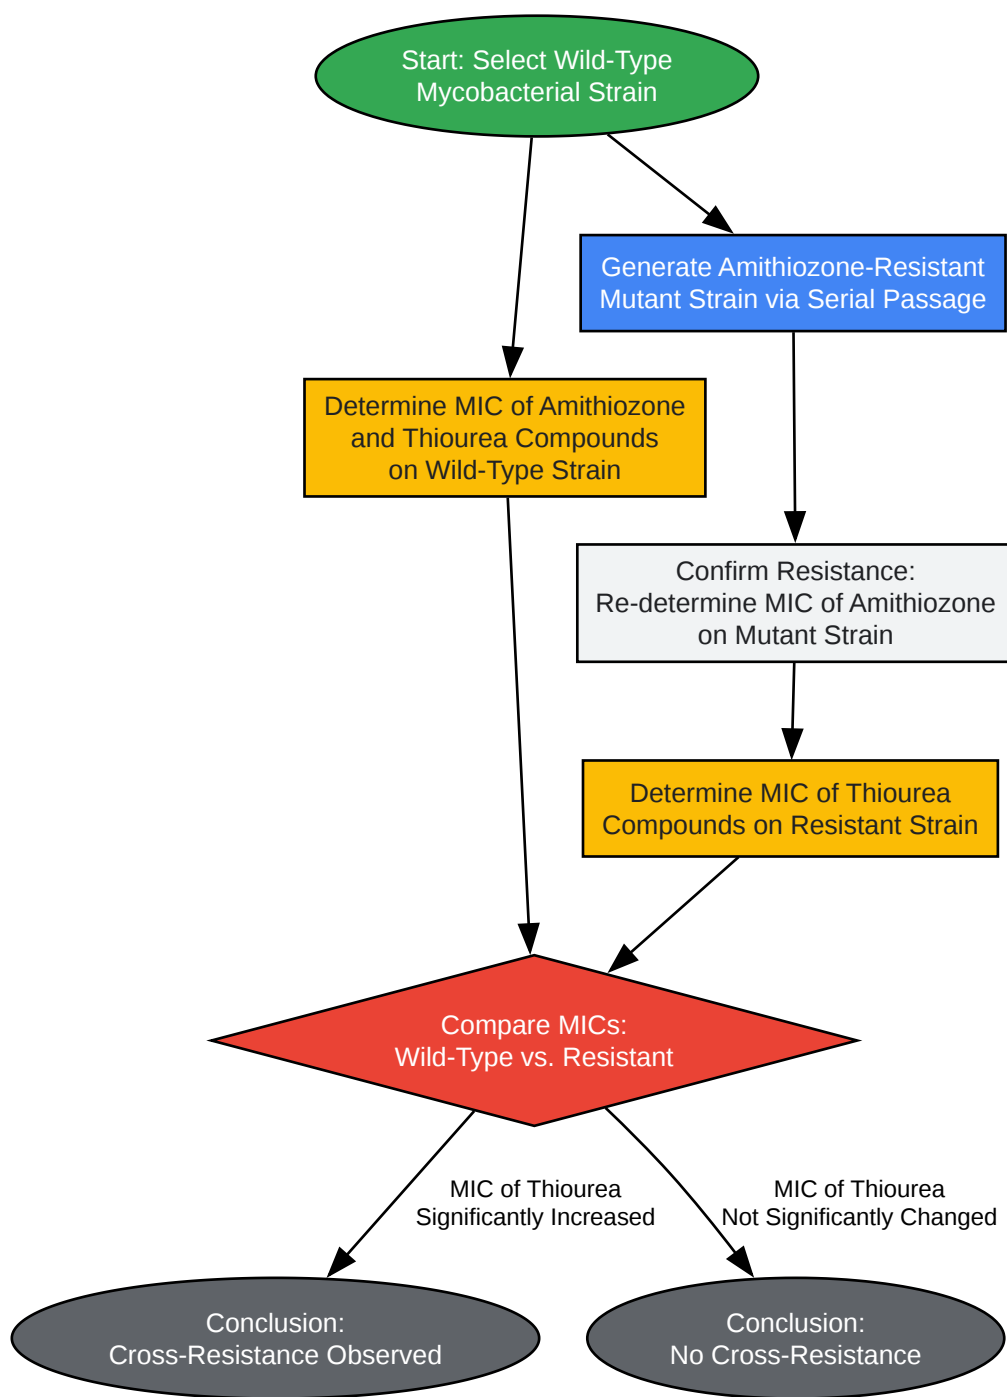 Start: Select Wild-Type
Mycobacterial Strain
Generate Amithiozone-Resistant
Mutant Strain via Serial Passage
Determine MIC of Amithiozone
and Thiourea Compounds
on Wild-Type Strain
Confirm Resistance:
Re-determine MIC of Amithiozone
on Mutant Strain
Determine MIC of Thiourea
Compounds on Resistant Strain
Compare MICs:
Wild-Type vs. Resistant
MIC of Thiourea
Significantly Increased
MIC of Thiourea
Not Significantly Changed
Conclusion:
Cross-Resistance Observed
Conclusion:
No Cross-Resistance